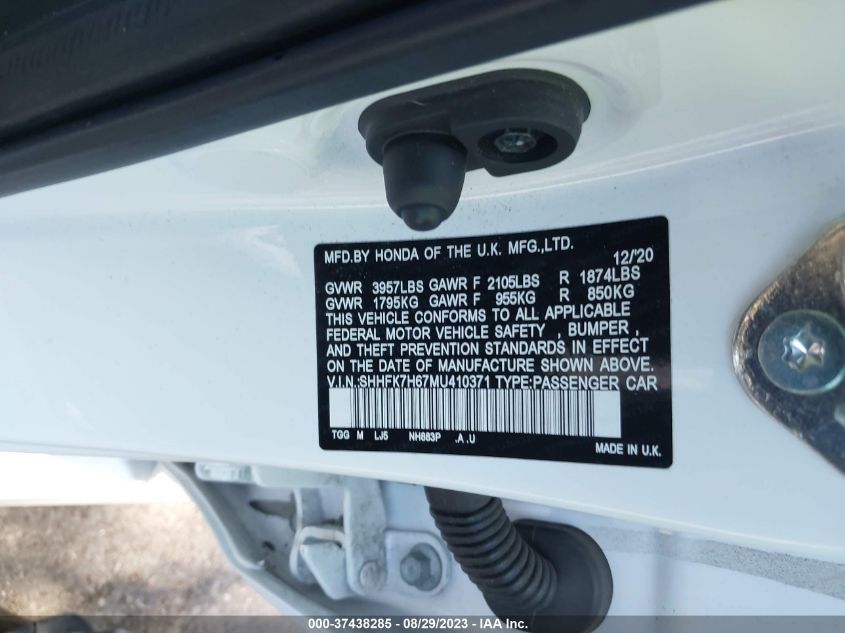 MFD.BY HONDA OF THE U.K. MFG.,LTD.
12/'20
GVWR 3957LBS GAWR F 2105LBS R 1874LBS
GVWR 1795KG GAWR F 955KG R 850KG
THIS VEHICLE CONFORMS TO ALL APPLICABLE
FEDERAL MOTOR VEHICLE SAFETY , BUMPER ,
AND THEFT PREVENTION STANDARDS IN EFFECT
ON THE DATE OF MANUFACTURE SHOWN ABOVE.
V.I.N.:SHHFK7H67MU410371 TYPE:PASSENGER CAR
TGG M LJ5 NH883P .A.U
MADE IN U.K.
000-37438285 - 08/29/2023 - IAA Inc.